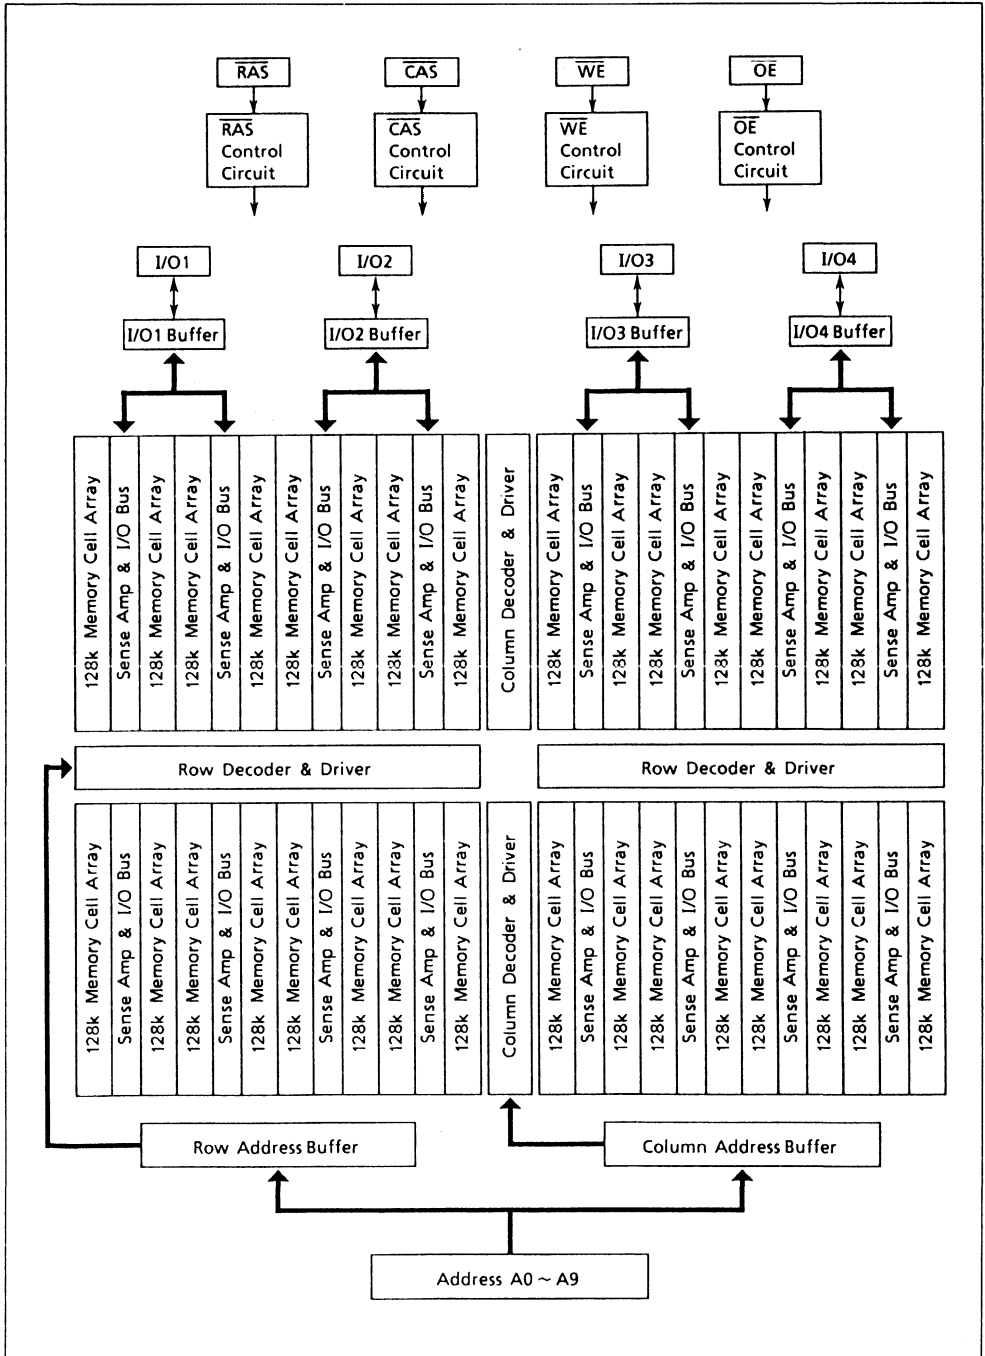 RAS
CAS
WE
OE
RAS
Control
Circuit
CAS
Control
Circuit
WE
Control
Circuit
OE
Control
Circuit
I/O1
I/O2
I/O3
I/O4
I/O1 Buffer
I/O2 Buffer
I/O3 Buffer
I/O4 Buffer
128k Memory Cell Array
Sense Amp & I/O Bus
128k Memory Cell Array
128k Memory Cell Array
Sense Amp & I/O Bus
128k Memory Cell Array
128k Memory Cell Array
Sense Amp & I/O Bus
128k Memory Cell Array
128k Memory Cell Array
Sense Amp & I/O Bus
128k Memory Cell Array
Column Decoder & Driver
128k Memory Cell Array
Sense Amp & I/O Bus
128k Memory Cell Array
128k Memory Cell Array
Sense Amp & I/O Bus
128k Memory Cell Array
128k Memory Cell Array
Sense Amp & I/O Bus
128k Memory Cell Array
128k Memory Cell Array
Sense Amp & I/O Bus
128k Memory Cell Array
Row Decoder & Driver
Row Decoder & Driver
128k Memory Cell Array
Sense Amp & I/O Bus
128k Memory Cell Array
128k Memory Cell Array
Sense Amp & I/O Bus
128k Memory Cell Array
128k Memory Cell Array
Sense Amp & I/O Bus
128k Memory Cell Array
128k Memory Cell Array
Sense Amp & I/O Bus
128k Memory Cell Array
Column Decoder & Driver
128k Memory Cell Array
Sense Amp & I/O Bus
128k Memory Cell Array
128k Memory Cell Array
Sense Amp & I/O Bus
128k Memory Cell Array
128k Memory Cell Array
Sense Amp & I/O Bus
128k Memory Cell Array
128k Memory Cell Array
Sense Amp & I/O Bus
128k Memory Cell Array
Row Address Buffer
Column Address Buffer
Address A0 ~ A9